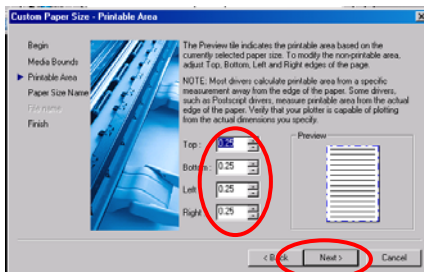 Custom Paper Size - Printable Area
Begin
Media Bounds
Printable Area
Paper Size Name
File name
Finish
The Preview tile indicates the printable area based on the
currently selected paper size. To modify the non-printable area,
adjust Top, Bottom, Left and Right edges of the page.
NOTE: Most drivers calculate printable area from a specific
measurement away from the edge of the paper. Some drivers,
such as Postscript drivers, measure printable area from the actual
edge of the paper. Verify that your plotter is capable of plotting
from the actual dimensions you specify.
Top : 0.25
Bottom : 0.25
Left : 0.25
Right : 0.25
Preview
< Back
Next >
Cancel